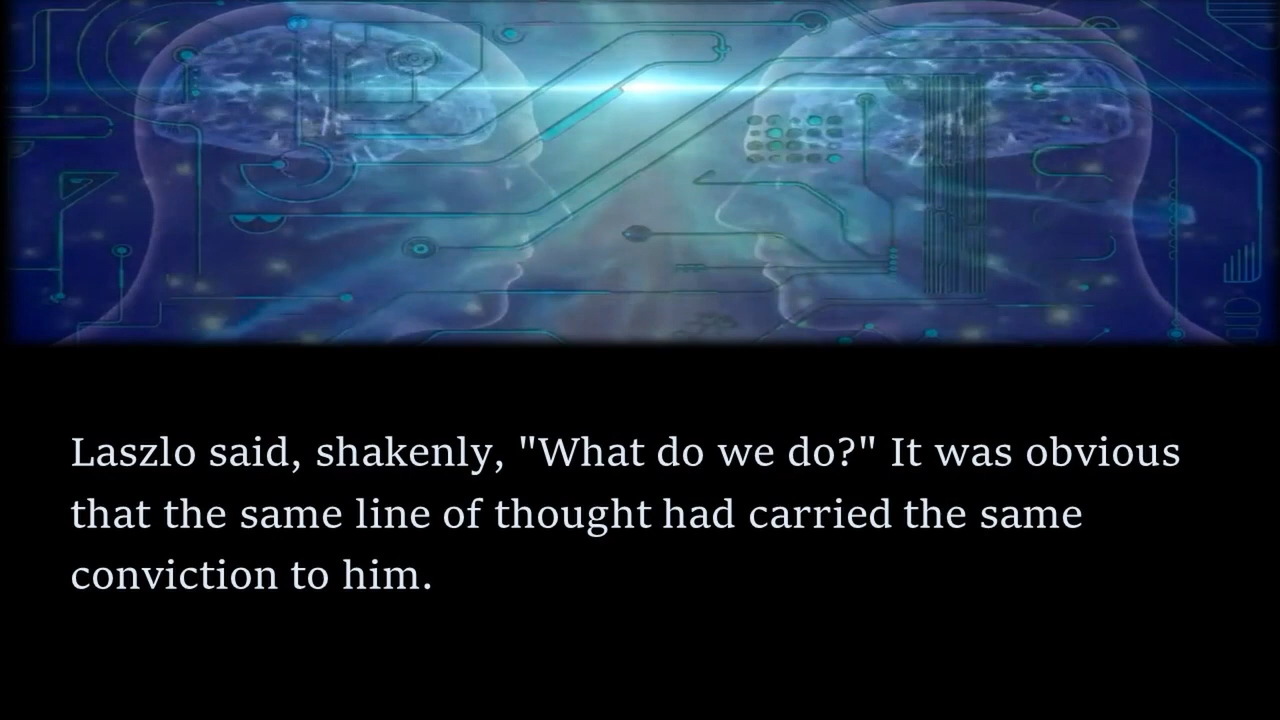 Laszlo said, shakenly, "What do we do?" It was obvious
that the same line of thought had carried the same
conviction to him.